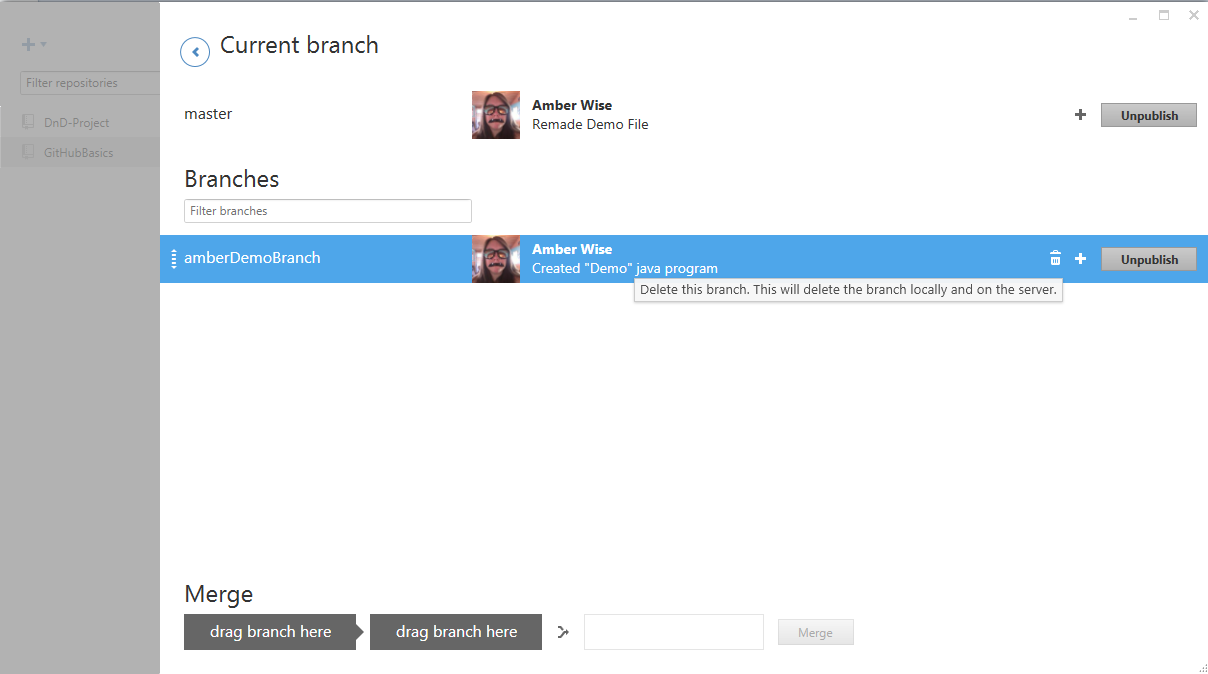 Filter repositories
DnD-Project
GitHubBasics
Current branch
master
Amber Wise
Remade Demo File
Unpublish
Branches
Filter branches
amberDemoBranch
Amber Wise
Created "Demo" java program
Unpublish
Delete this branch. This will delete the branch locally and on the server.
Merge
drag branch here
drag branch here
Merge